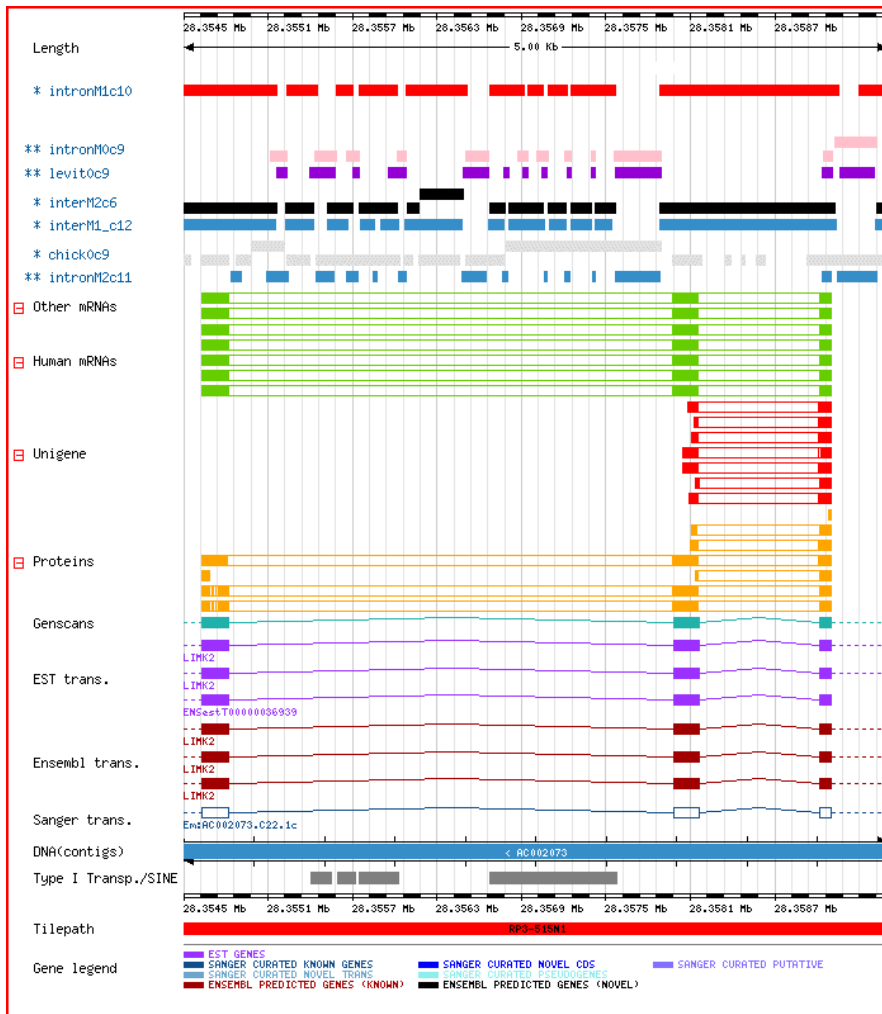 28.3545 Mb 28.3551 Mb 28.3557 Mb 28.3563 Mb 28.3569 Mb 28.3575 Mb 28.3581 Mb 28.3587 Mb
Length 5.00 Kb
* intronM1c10
** intronM0c9
** levit0c9
* interM2c6
* interM1_c12
* chick0c9
** intronM2c11
Other mRNAs
Human mRNAs
Unigene
Proteins
Genscans
LIMK2
EST trans.
LIMK2
ENSestT00000036939
LIMK2
Ensembl trans.
LIMK2
LIMK2
Sanger trans.
Em:AC002073.C22.1c
DNA(contigs) < AC002073
Type I Transp./SINE
28.3545 Mb 28.3551 Mb 28.3557 Mb 28.3563 Mb 28.3569 Mb 28.3575 Mb 28.3581 Mb 28.3587 Mb
Tilepath RP3-515N1
Gene legend
EST GENES
SANGER CURATED KNOWN GENES SANGER CURATED NOVEL CDS SANGER CURATED PUTATIVE
SANGER CURATED NOVEL TRANS SANGER CURATED PSEUDOGENES
ENSEMBL PREDICTED GENES (KNOWN) ENSEMBL PREDICTED GENES (NOVEL)